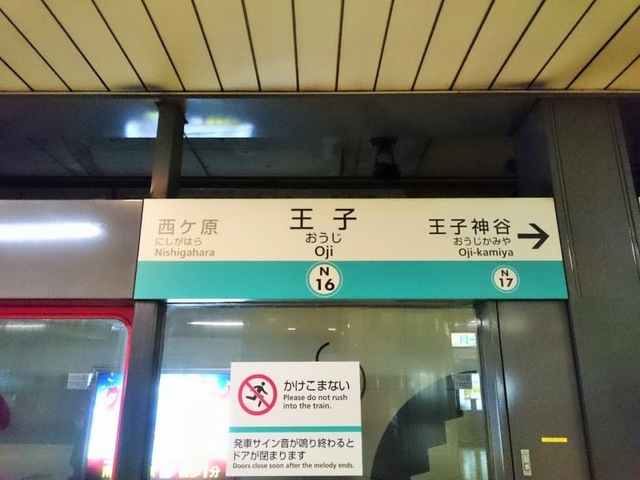 西ケ原
にしがはら
Nishigahara
王子
おうじ
Oji
N
16
王子神谷
おうじかみや
Oji-kamiya
N
17
かけこまない
Please do not rush
into the train.
発車サイン音が鳴り終わると
ドアが閉まります
Doors close soon after the melody ends.